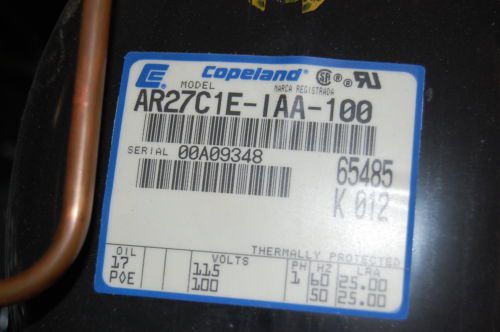 Copeland®
MODEL MARCA REGISTRADA
AR27C1E-IAA-100
SERIAL 00A09348
65485
K 012
THERMALLY PROTECTED
OIL VOLTS PH HZ LRA
17 115 1 60 25.00
POE 100 50 25.00